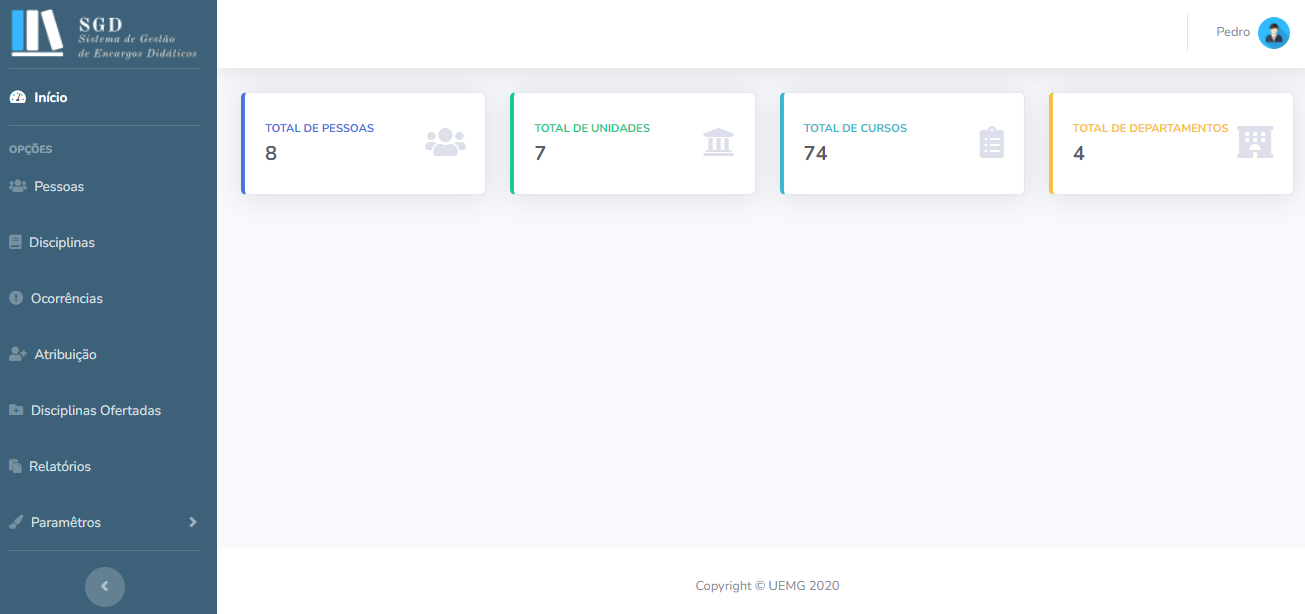 SGD
Sistema de Gestão
de Encargos Didáticos
Início
OPÇÕES
Pessoas
Disciplinas
Ocorrências
Atribuição
Disciplinas Ofertadas
Relatórios
Paramêtros
Pedro
TOTAL DE PESSOAS
8
TOTAL DE UNIDADES
7
TOTAL DE CURSOS
74
TOTAL DE DEPARTAMENTOS
4
Copyright © UEMG 2020